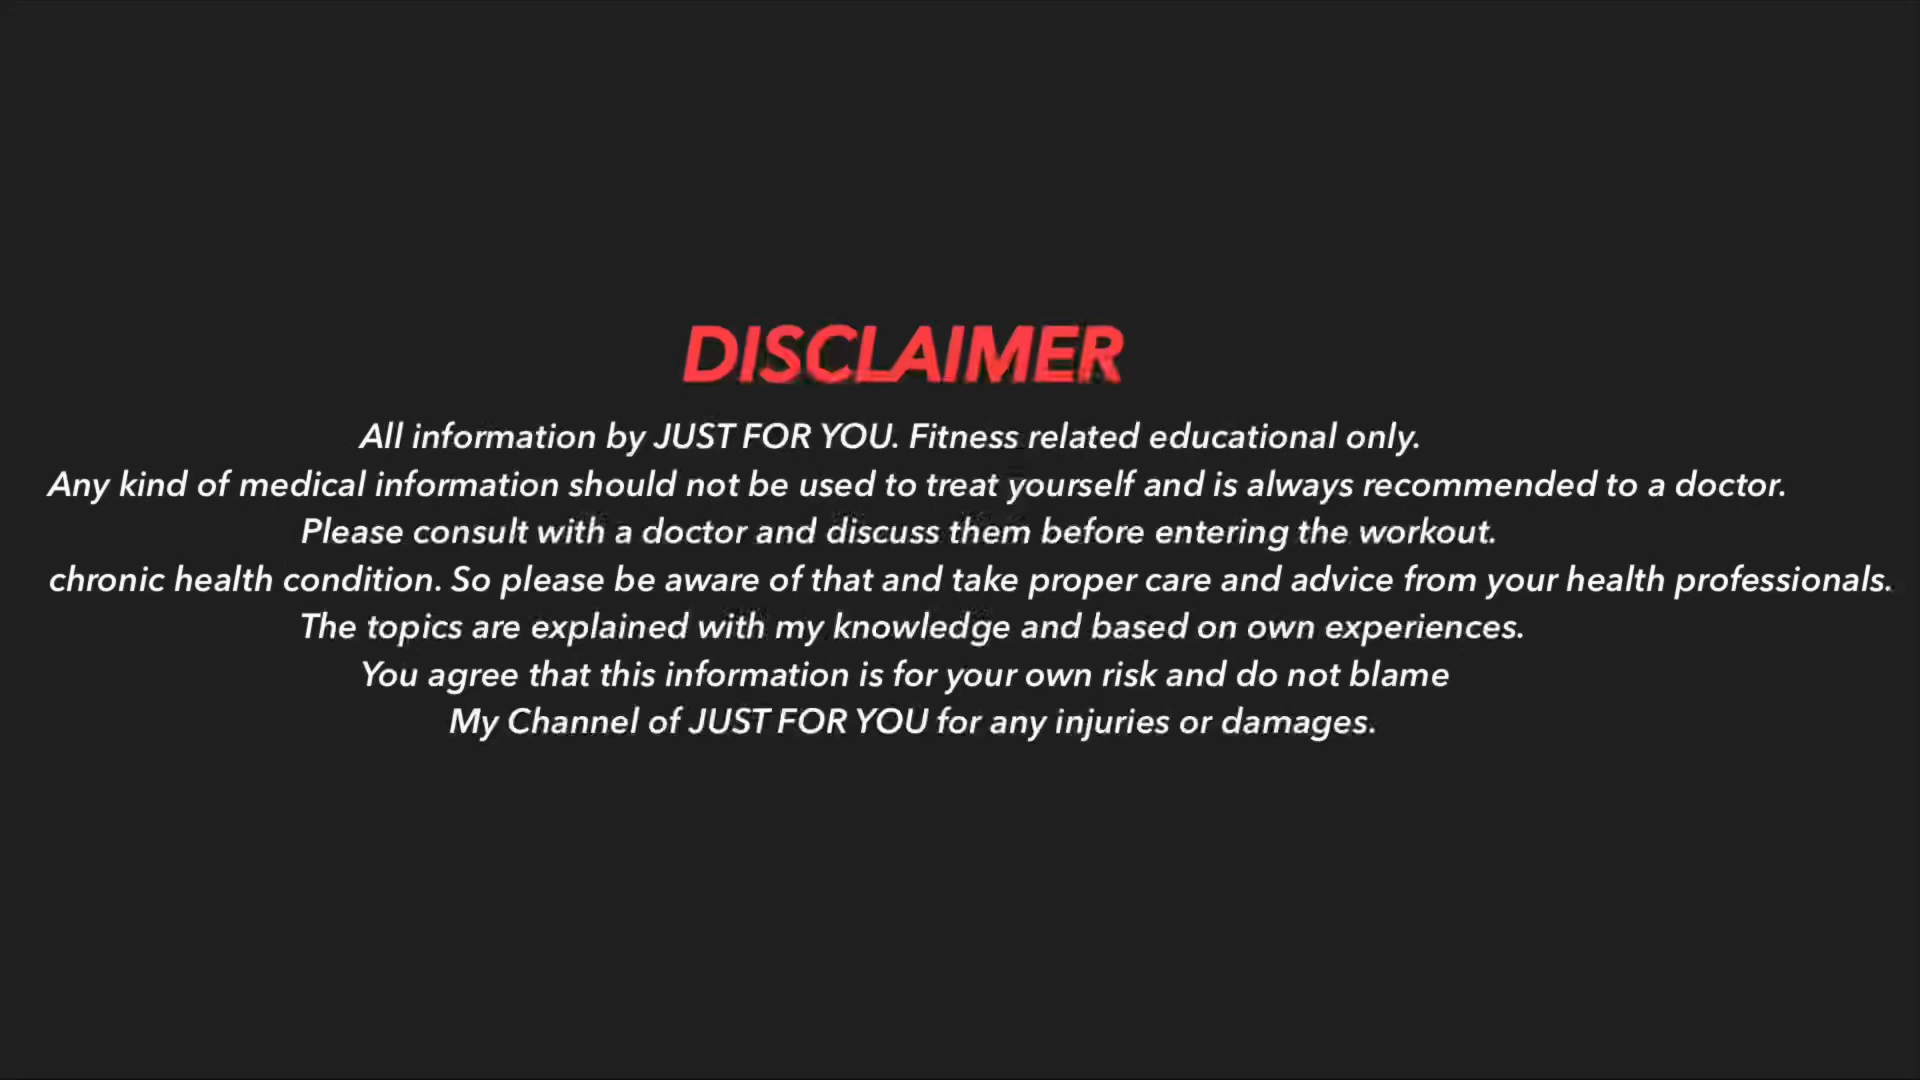 DISCLAIMER
All information by JUST FOR YOU. Fitness related educational only.
Any kind of medical information should not be used to treat yourself and is always recommended to a doctor.
Please consult with a doctor and discuss them before entering the workout.
chronic health condition. So please be aware of that and take proper care and advice from your health professionals.
The topics are explained with my knowledge and based on own experiences.
You agree that this information is for your own risk and do not blame
My Channel of JUST FOR YOU for any injuries or damages.